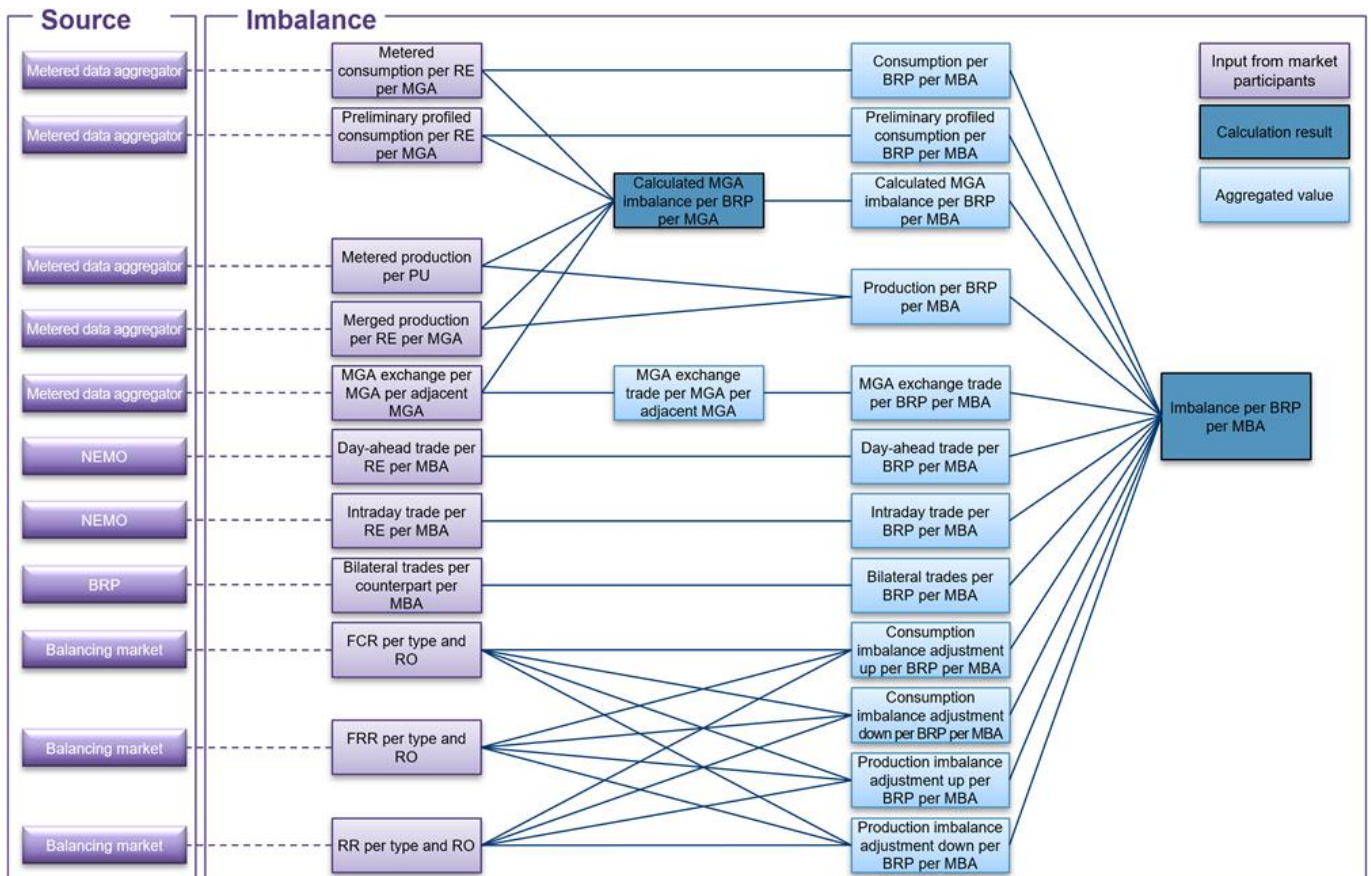 Source
Imbalance
Metered data aggregator
Metered
consumption per RE
per MGA
Consumption per
BRP per MBA
Input from market
participants
Metered data aggregator
Preliminary profiled
consumption per RE
per MGA
Preliminary profiled
consumption per
BRP per MBA
Calculation result
Calculated MGA
imbalance per BRP
per MGA
Calculated MGA
imbalance per BRP
per MBA
Aggregated value
Metered data aggregator
Metered production
per PU
Production per BRP
per MBA
Metered data aggregator
Merged production
per RE per MGA
Metered data aggregator
MGA exchange per
MGA per adjacent
MGA
MGA exchange
trade per MGA per
adjacent MGA
MGA exchange trade
per BRP per MBA
Imbalance per BRP
per MBA
NEMO
Day-ahead trade per
RE per MBA
Day-ahead trade per
BRP per MBA
NEMO
Intraday trade per
RE per MBA
Intraday trade per
BRP per MBA
BRP
Bilateral trades per
counterpart per
MBA
Bilateral trades per
BRP per MBA
Balancing market
FCR per type and
RO
Consumption
imbalance adjustment
up per BRP per MBA
Consumption
imbalance adjustment
down per BRP per MBA
Balancing market
FRR per type and
RO
Production imbalance
adjustment up per
BRP per MBA
Balancing market
RR per type and RO
Production imbalance
adjustment down per
BRP per MBA